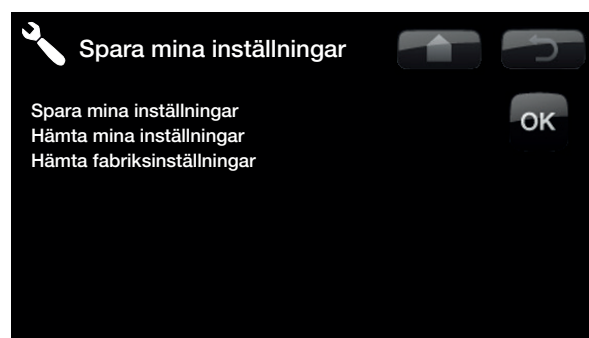 Spara mina inställningar
Spara mina inställningar
OK
Hämta mina inställningar
Hämta fabriksinställningar